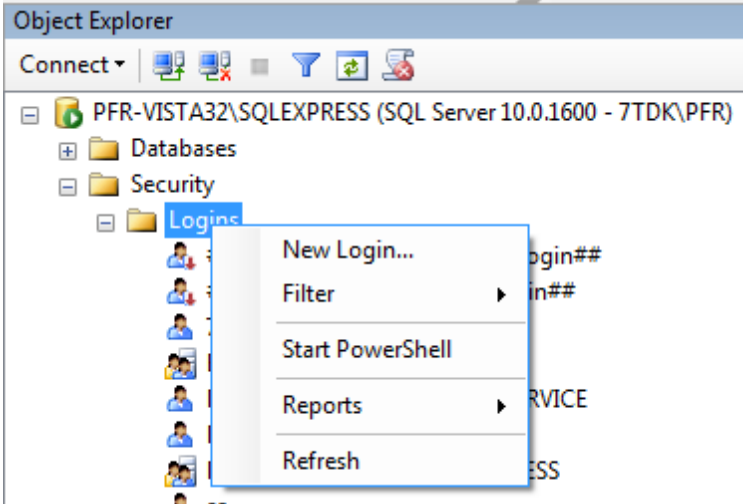 Object Explorer
Connect
PFR-VISTA32\SQLEXPRESS (SQL Server 10.0.1600 - 7TDK\PFR)
Databases
Security
Logins
New Login...
ogin##
Filter
in##
Start PowerShell
Reports
RVICE
Refresh
ESS